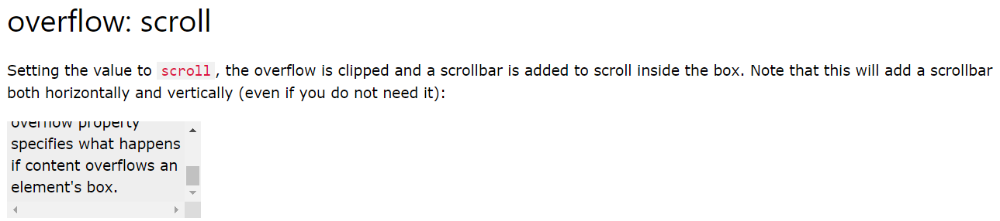 overflow: scroll
Setting the value to scroll, the overflow is clipped and a scrollbar is added to scroll inside the box. Note that this will add a scrollbar
both horizontally and vertically (even if you do not need it):
overflow property
specifies what happens
if content overflows an
element's box.